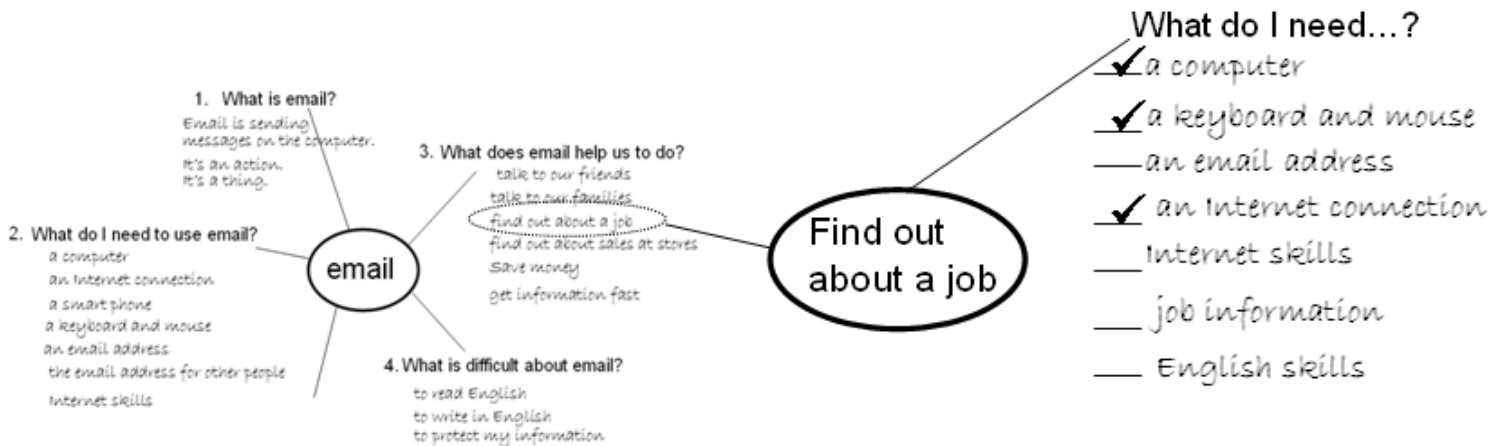 1. What is email?
Email is sending
messages on the computer.
It's an action.
It's a thing.
2. What do I need to use email?
a computer
an Internet connection
a smart phone
a keyboard and mouse
an email address
the email address for other people
Internet skills
email
3. What does email help us to do?
talk to our friends
talk to our families
find out about a job
find out about sales at stores
Save money
get information fast
4. What is difficult about email?
to read English
to write in English
to protect my information
Find out
about a job
What do I need...?
✓ a computer
✓ a keyboard and mouse
___ an email address
✓ an Internet connection
___ Internet skills
___ job information
___ English skills